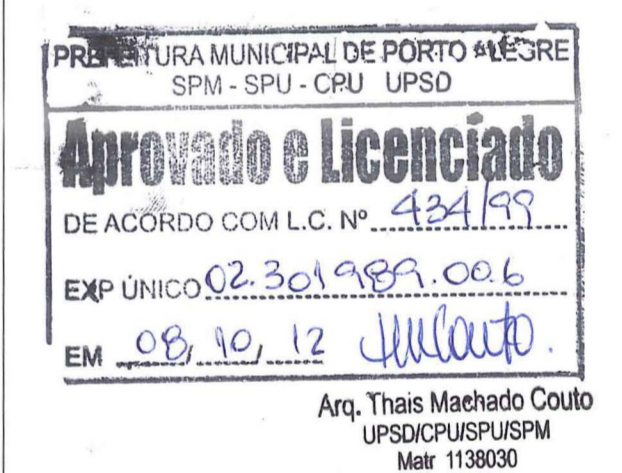 PREFEITURA MUNICIPAL DE PORTO ALEGRE
SPM - SPU - CPU UPSD
Aprovado e Licenciado
DE ACORDO COM L.C. Nº 434/99
EXP ÚNICO 02.301989.00.6
EM 08/10/12 Couto.
Arq. Thais Machado Couto
UPSD/CPU/SPU/SPM
Matr 1138030